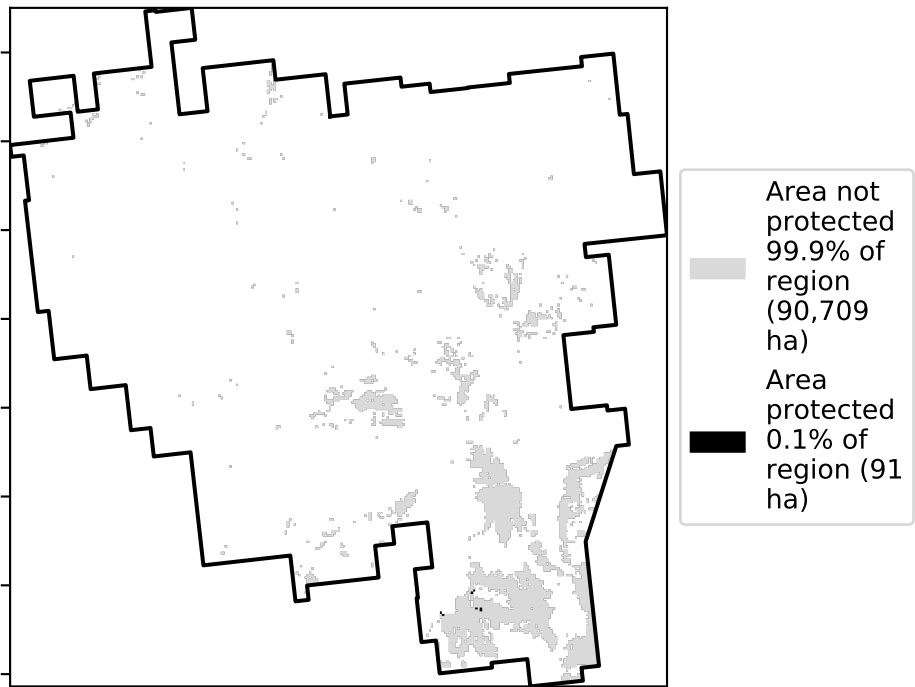 Area not
protected
99.9% of
region
(90,709
ha)
Area
protected
0.1% of
region (91
ha)